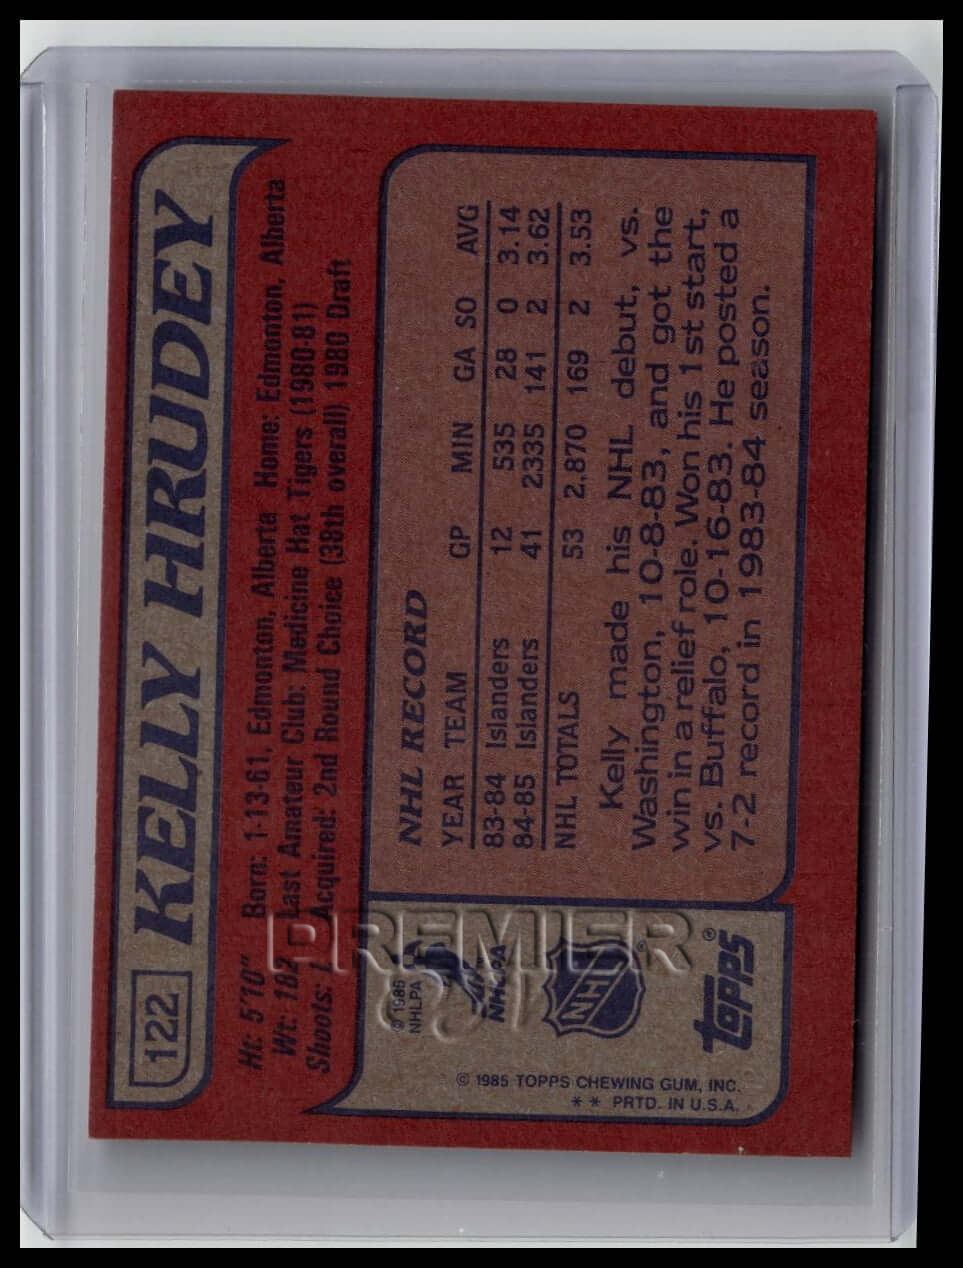 122 KELLY HRUDEY
Ht: 5'10" Born: 1-13-61, Edmonton, Alberta Home: Edmonton, Alberta
Wt: 182 Last Amateur Club: Medicine Hat Tigers (1980-81)
Shoots: L Acquired: 2nd Round Choice (38th overall) 1980 Draft
NHL RECORD
YEAR TEAM GP MIN GA SO AVG
83-84 Islanders 12 535 28 0 3.14
84-85 Islanders 41 2335 141 2 3.62
NHL TOTALS 53 2,870 169 2 3.53
Kelly made his NHL debut, vs.
Washington, 10-8-83, and got the
win in a relief role. Won his 1st start,
vs. Buffalo, 10-16-83. He posted a
7-2 record in 1983-84 season.
© 1985
NHLPA
NHLPA
NHL ®
TOPPS ®
© 1985 TOPPS CHEWING GUM, INC.
* * PRTD. IN U.S.A.
PREMIER